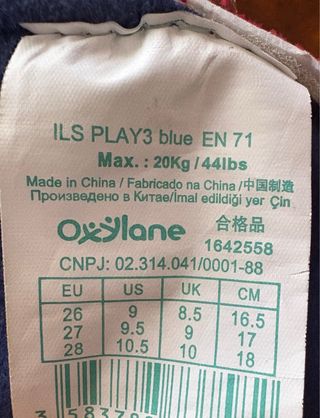 ILS PLAY3 blue EN 71
Max. : 20Kg / 44lbs
Made in China / Fabricado na China /中国制造
Произведено в Китае/İmal edildiği yer Çin
Oxylane 合格品
1642558
CNPJ: 02.314.041/0001-88
EU US UK CM
26 9 8.5 16.5
27 9.5 9 17
28 10.5 10 18